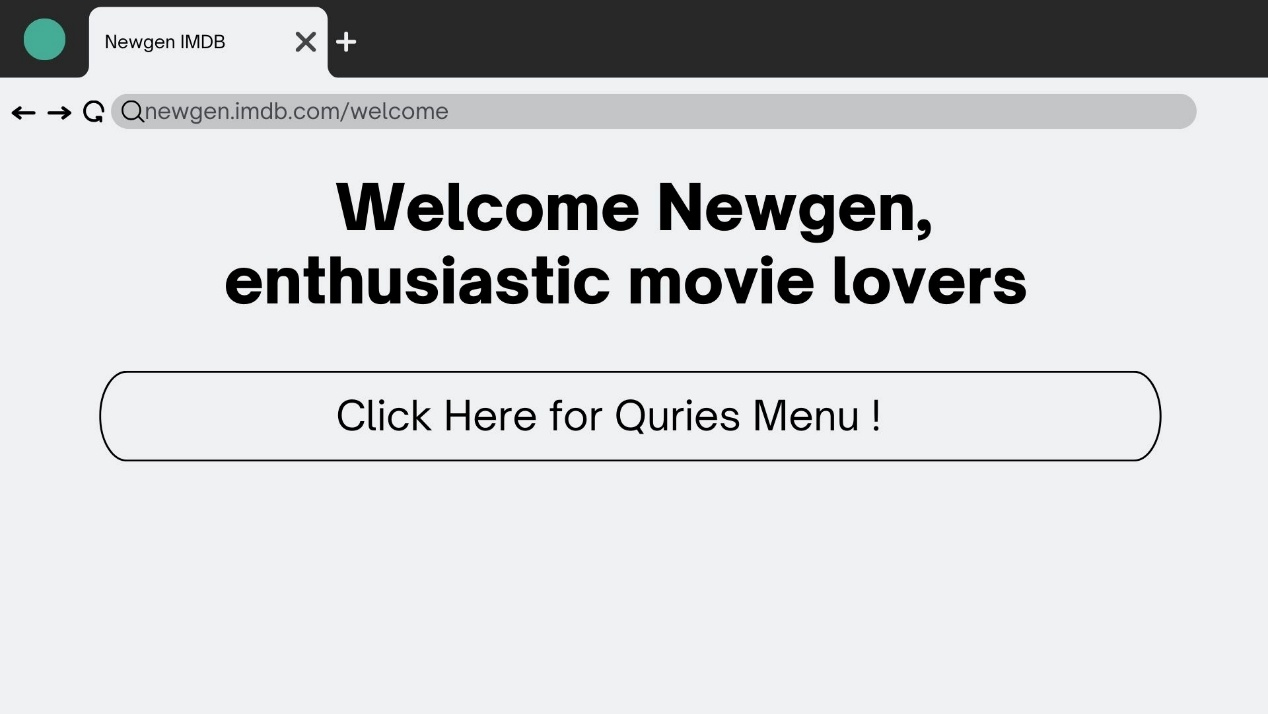 Newgen IMDB
newgen.imdb.com/welcome
Welcome Newgen,
enthusiastic movie lovers
Click Here for Quries Menu !